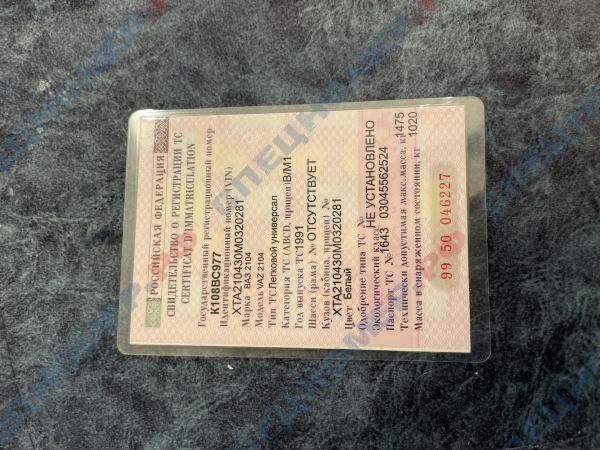 РОССИЙСКАЯ ФЕДЕРАЦИЯ
СВИДЕТЕЛЬСТВО О РЕГИСТРАЦИИ ТС
CERTIFICAT D'IMMATRICULATION
Государственный регистрационный номер
К108ВС977
Идентификационный номер (VIN)
XTA210430M0320281
Марка ВАЗ 2104
Модель VAZ 2104
Тип ТС Легковой универсал
Категория ТС (ABCD, прицеп) B/M1
Год выпуска ТС 1991
Шасси (рама) № ОТСУТСТВУЕТ
Кузов (кабина, прицеп) №
XTA210430M0320281
Цвет Белый
Одобрение типа ТС №
Экологический класс НЕ УСТАНОВЛЕНО
Паспорт ТС № 1643 03045562524
Технически допустимая макс. масса, кг 1475
Масса в снаряженном состоянии, кг 1020
99 50 046227